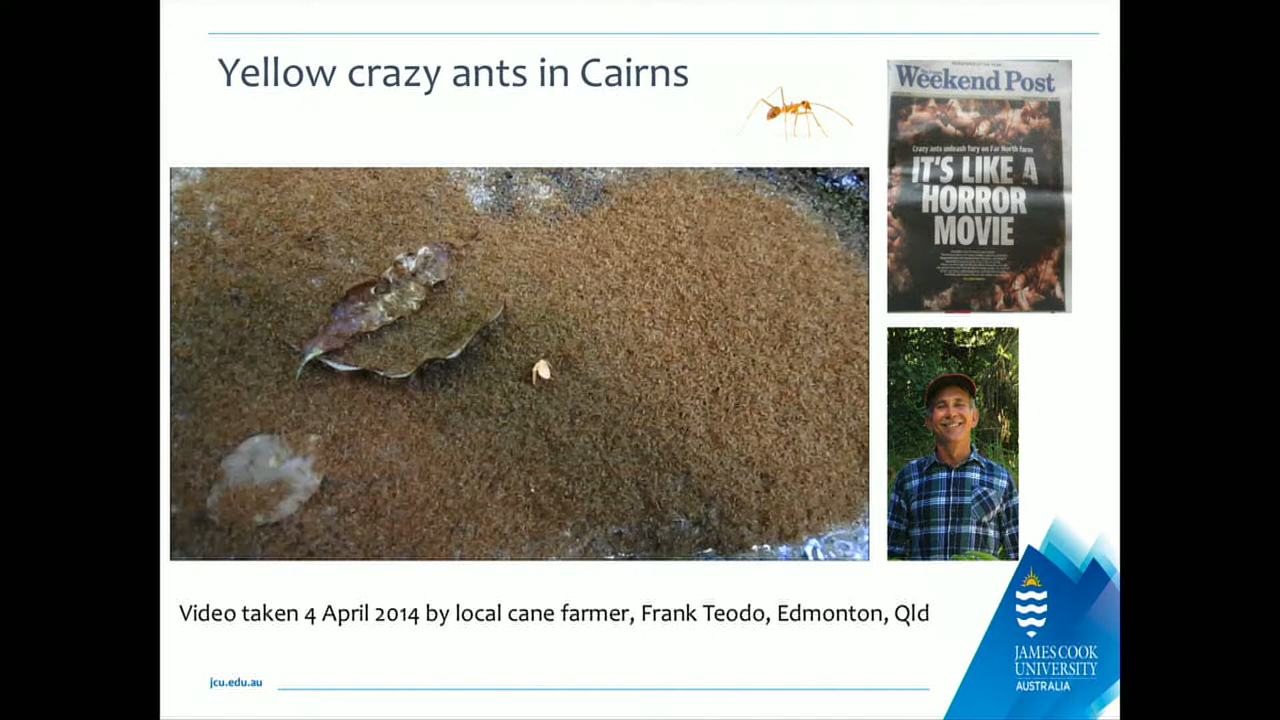 Yellow crazy ants in Cairns
Weekend Post
Crazy ants unleash fury on Far North farm
IT'S LIKE A
HORROR
MOVIE
Video taken 4 April 2014 by local cane farmer, Frank Teodo, Edmonton, Qld
jcu.edu.au
JAMES COOK
UNIVERSITY
AUSTRALIA